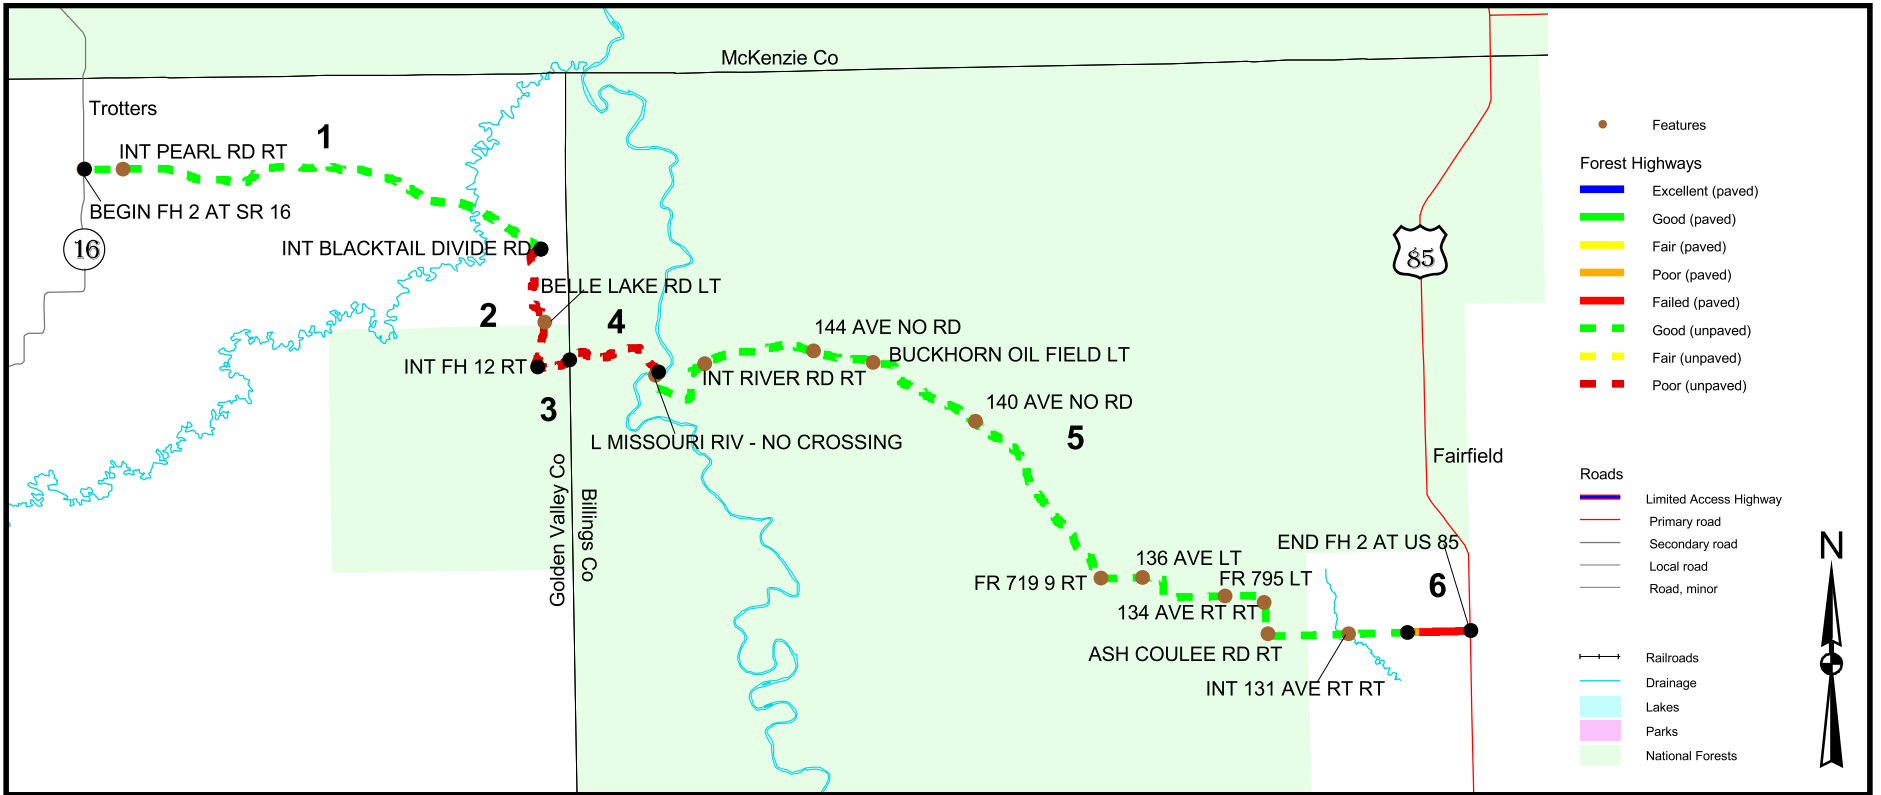 McKenzie Co
Trotters
1
INT PEARL RD RT
BEGIN FH 2 AT SR 16
16
INT BLACKTAIL DIVIDE RD
BELLE LAKE RD LT
2
4
INT FH 12 RT
3
144 AVE NO RD
BUCKHORN OIL FIELD LT
INT RIVER RD RT
140 AVE NO RD
5
L MISSOURI RIV - NO CROSSING
85
Fairfield
Golden Valley Co
Billings Co
END FH 2 AT US 85
136 AVE LT
FR 719 9 RT
FR 795 LT
6
134 AVE RT RT
ASH COULEE RD RT
INT 131 AVE RT RT
Features
Forest Highways
Excellent (paved)
Good (paved)
Fair (paved)
Poor (paved)
Failed (paved)
Good (unpaved)
Fair (unpaved)
Poor (unpaved)
Roads
Limited Access Highway
Primary road
Secondary road
Local road
Road, minor
Railroads
Drainage
Lakes
Parks
National Forests
N